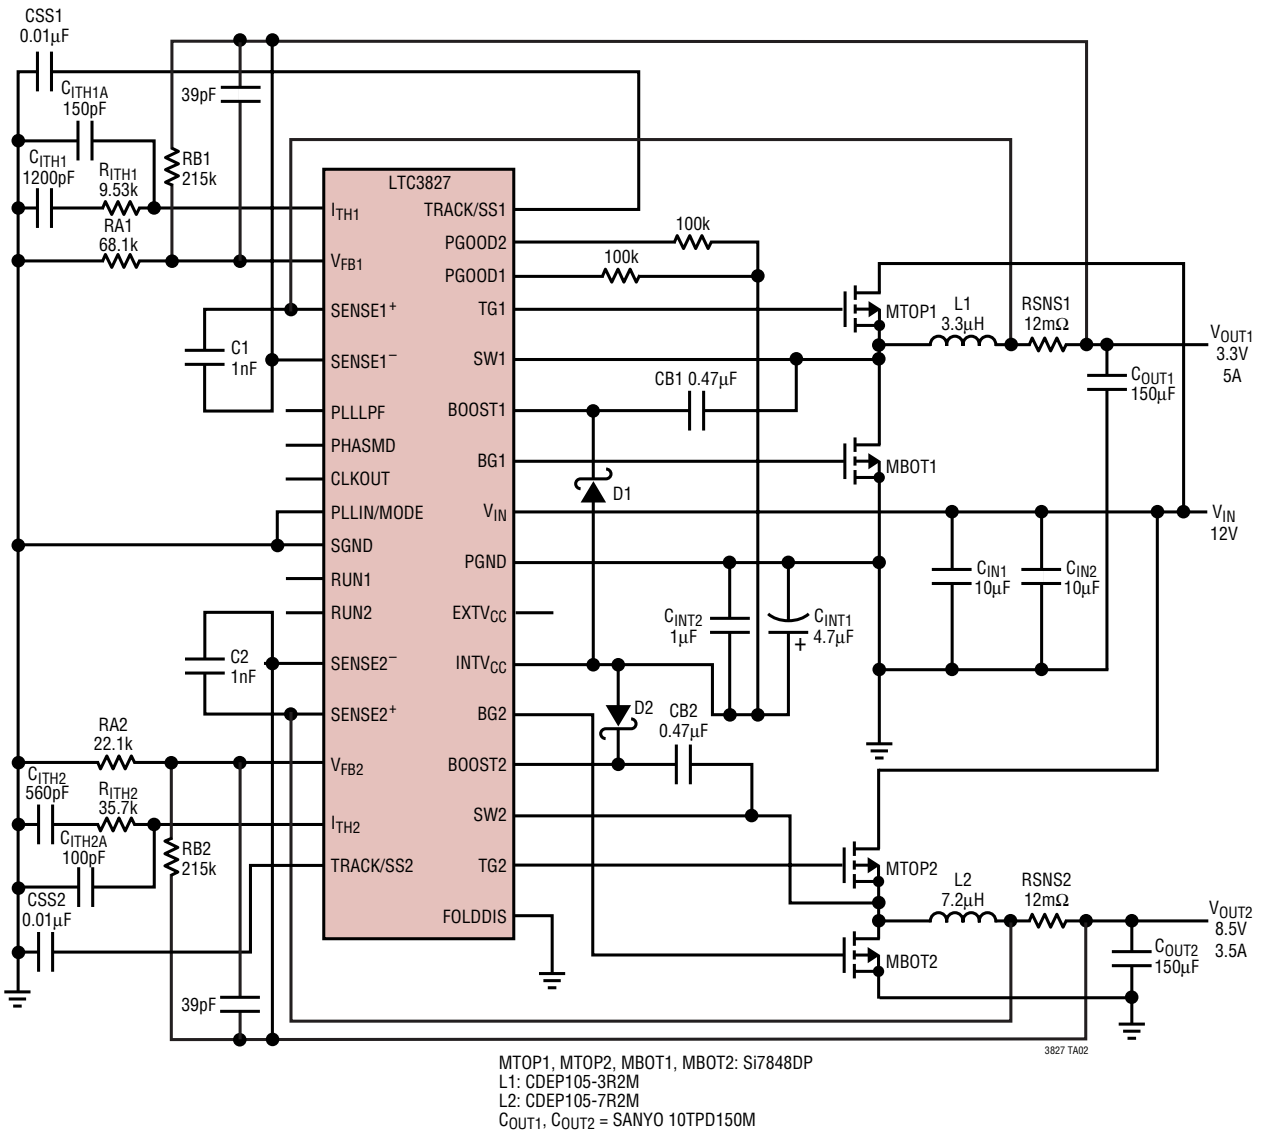 CSS1
0.01μF
CITH1A
150pF
39pF
CITH1
1200pF
RITH1
9.53k
RB1
215k
RA1
68.1k
C1
1nF
LTC3827
ITH1
VFB1
SENSE1+
SENSE1−
PLLLPF
PHASMD
CLKOUT
PLLIN/MODE
SGND
RUN1
RUN2
SENSE2−
SENSE2+
VFB2
ITH2
TRACK/SS2
TRACK/SS1
PGOOD2
PGOOD1
TG1
SW1
BOOST1
BG1
VIN
PGND
EXTVCC
INTVCC
BG2
BOOST2
SW2
TG2
FOLDDIS
100k
100k
MTOP1
L1
3.3μH
RSNS1
12mΩ
VOUT1
3.3V
5A
COUT1
150μF
CB1 0.47μF
MBOT1
D1
VIN
12V
CIN1
10μF
CIN2
10μF
CINT2
1μF
CINT1
4.7μF
+
D2
CB2
0.47μF
C2
1nF
RA2
22.1k
CITH2
560pF
RITH2
35.7k
CITH2A
100pF
RB2
215k
CSS2
0.01μF
39pF
MTOP2
L2
7.2μH
RSNS2
12mΩ
VOUT2
8.5V
3.5A
COUT2
150μF
MBOT2
3827 TA02
MTOP1, MTOP2, MBOT1, MBOT2: Si7848DP
L1: CDEP105-3R2M
L2: CDEP105-7R2M
COUT1, COUT2 = SANYO 10TPD150M